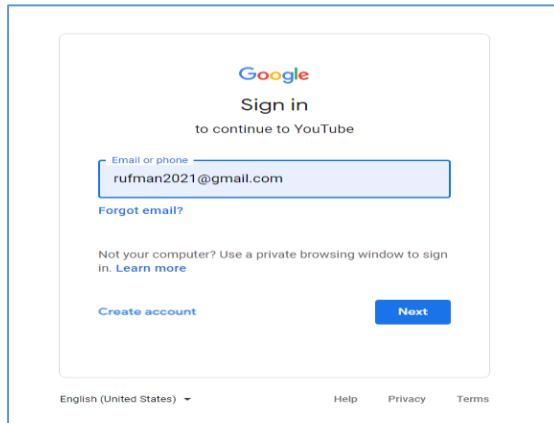 Google
Sign in
to continue to YouTube
Email or phone
rufman2021@gmail.com
Forgot email?
Not your computer? Use a private browsing window to sign
in. Learn more
Create account Next
English (United States) Help Privacy Terms